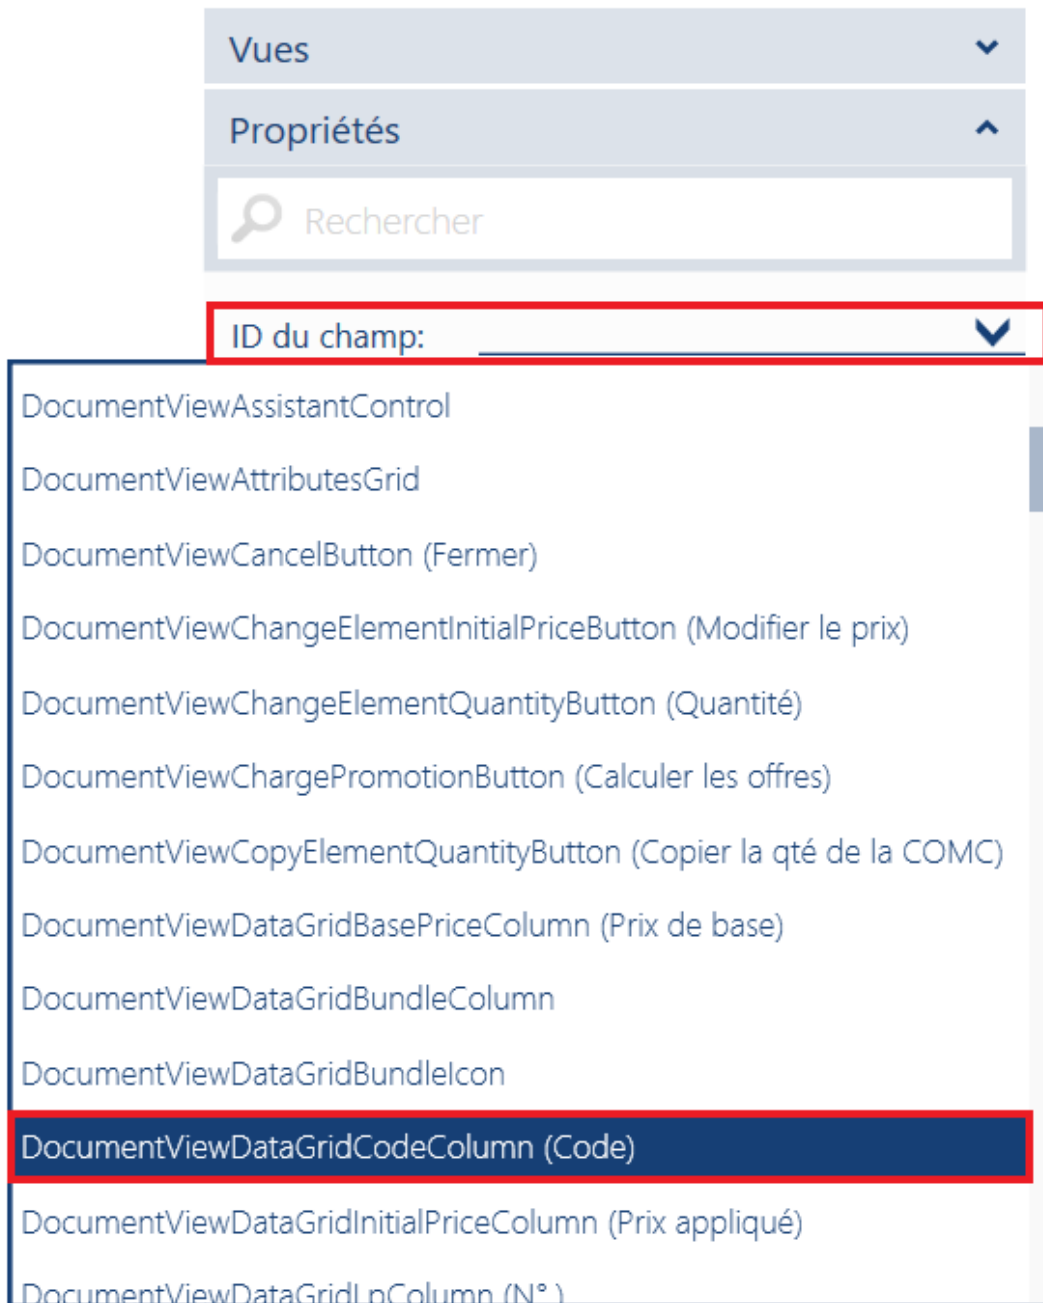 Vues
Propriétés
Rechercher
ID du champ:
DocumentViewAssistantControl
DocumentViewAttributesGrid
DocumentViewCancelButton (Fermer)
DocumentViewChangeElementInitialPriceButton (Modifier le prix)
DocumentViewChangeElementQuantityButton (Quantité)
DocumentViewChargePromotionButton (Calculer les offres)
DocumentViewCopyElementQuantityButton (Copier la qté de la COMC)
DocumentViewDataGridBasePriceColumn (Prix de base)
DocumentViewDataGridBundleColumn
DocumentViewDataGridBundleIcon
DocumentViewDataGridCodeColumn (Code)
DocumentViewDataGridInitialPriceColumn (Prix appliqué)
DocumentViewDataGridLpColumn (N° )